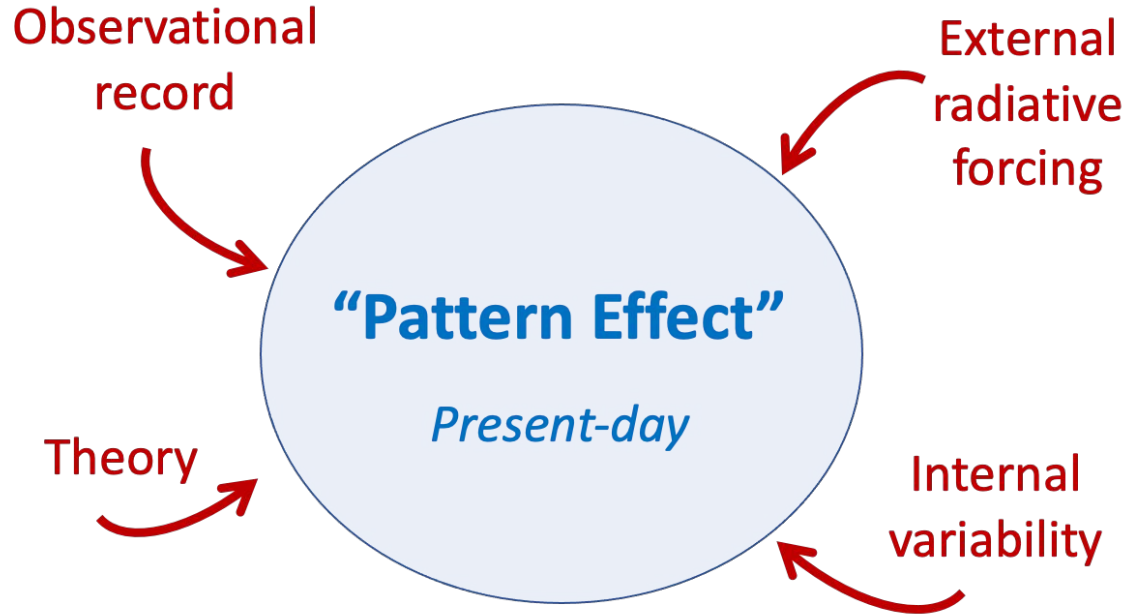 Observational
record
External
radiative
forcing
“Pattern Effect”
Present-day
Theory
Internal
variability